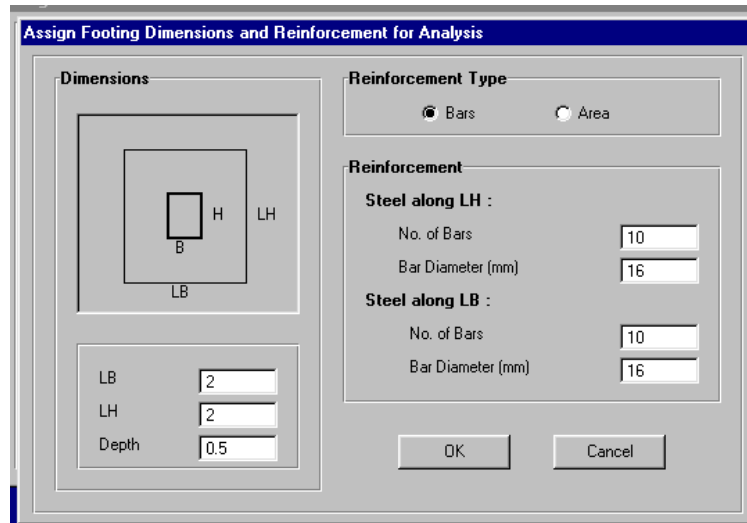 Assign Footing Dimensions and Reinforcement for Analysis
Dimensions
H
LH
B
LB
LB 2
LH 2
Depth 0.5
Reinforcement Type
Bars
Area
Reinforcement
Steel along LH :
No. of Bars 10
Bar Diameter (mm) 16
Steel along LB :
No. of Bars 10
Bar Diameter (mm) 16
OK
Cancel